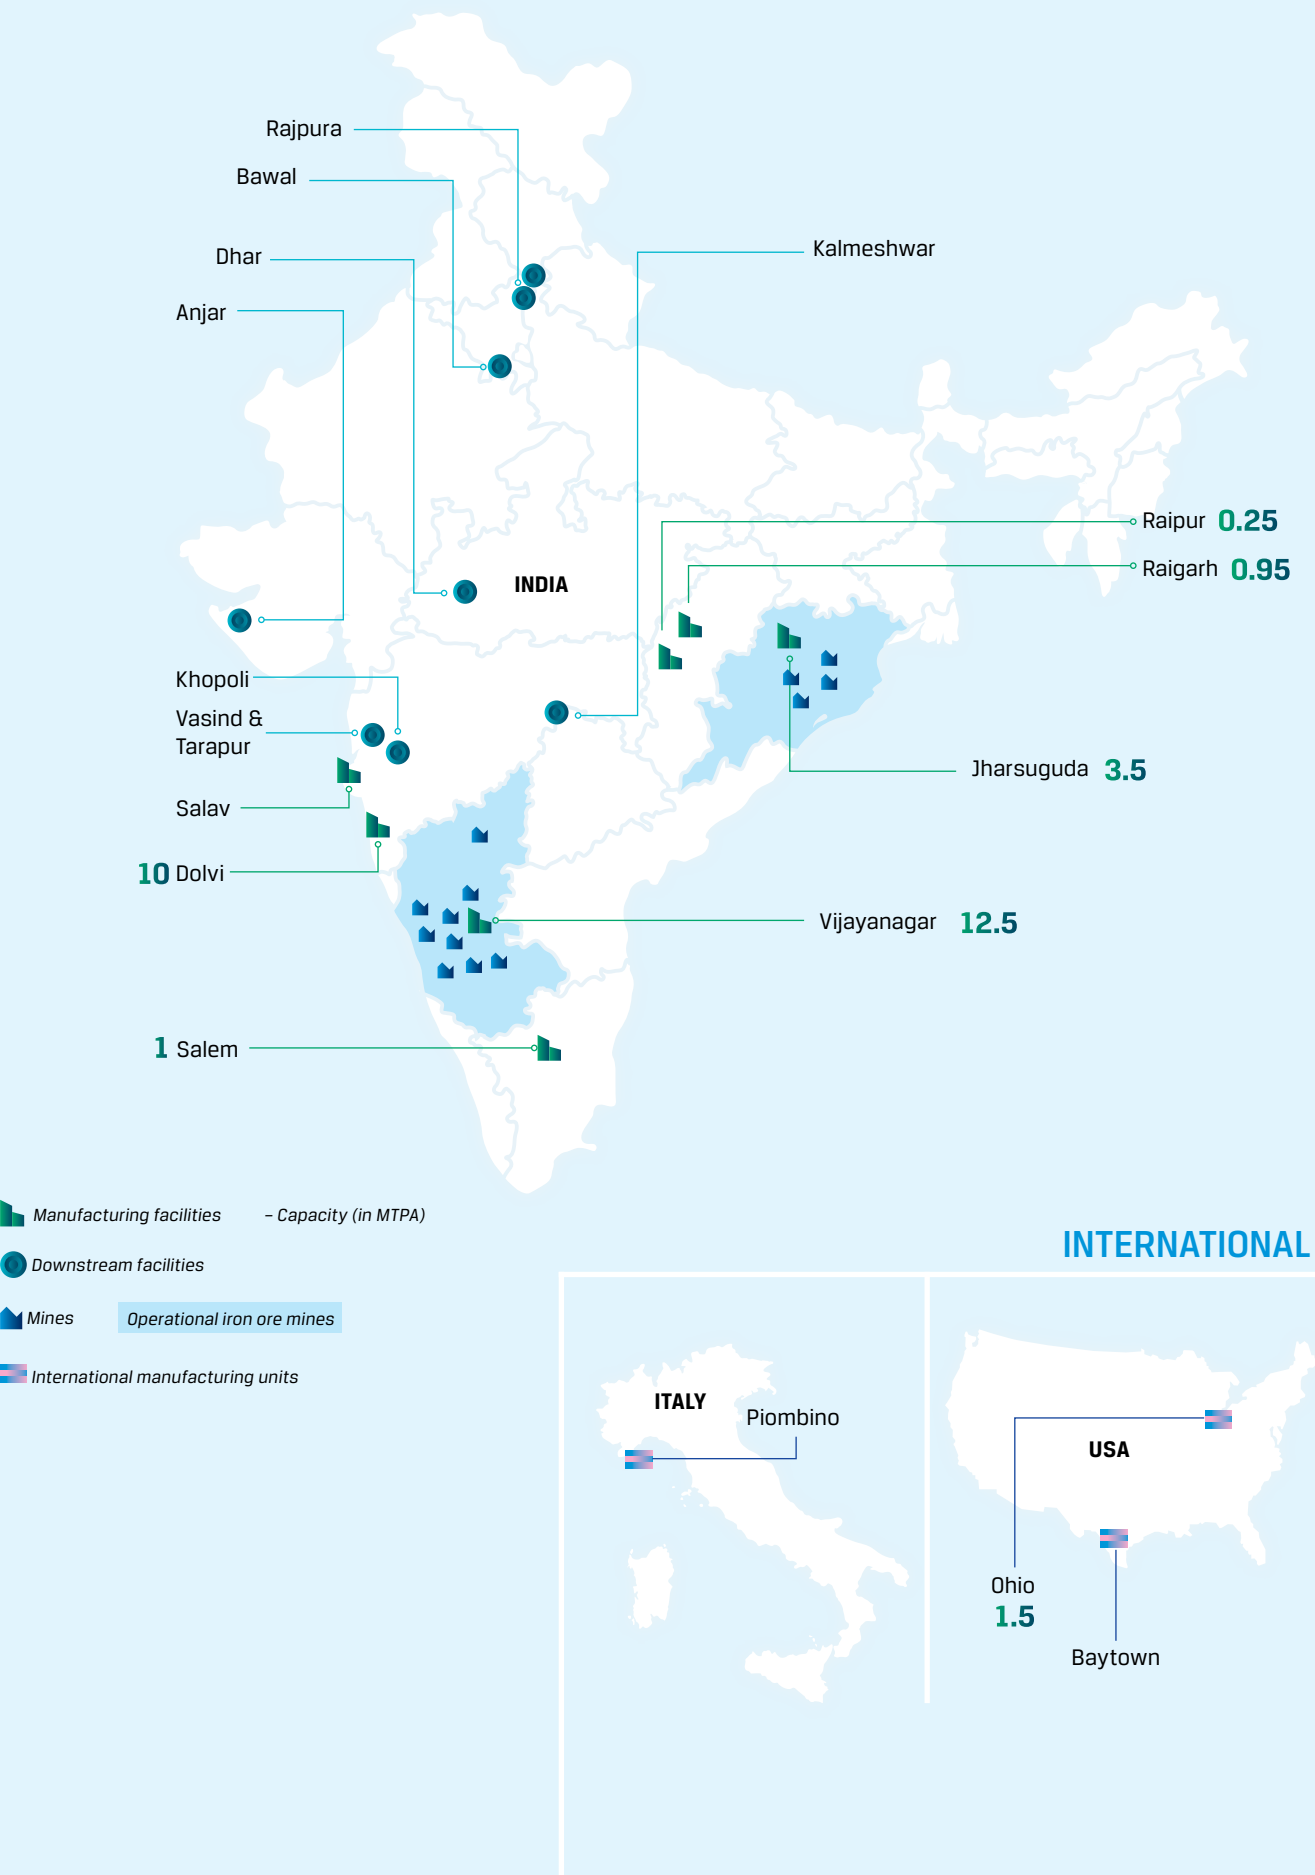 Rajpura
Bawal
Dhar
Kalmeshwar
Anjar
Raipur 0.25
Raigarh 0.95
INDIA
Khopoli
Vasind &
Tarapur
Jharsuguda 3.5
Salav
10 Dolvi
Vijayanagar 12.5
1 Salem
Manufacturing facilities – Capacity (in MTPA)
Downstream facilities
Mines Operational iron ore mines
International manufacturing units
INTERNATIONAL
ITALY
Piombino
USA
Ohio
1.5
Baytown